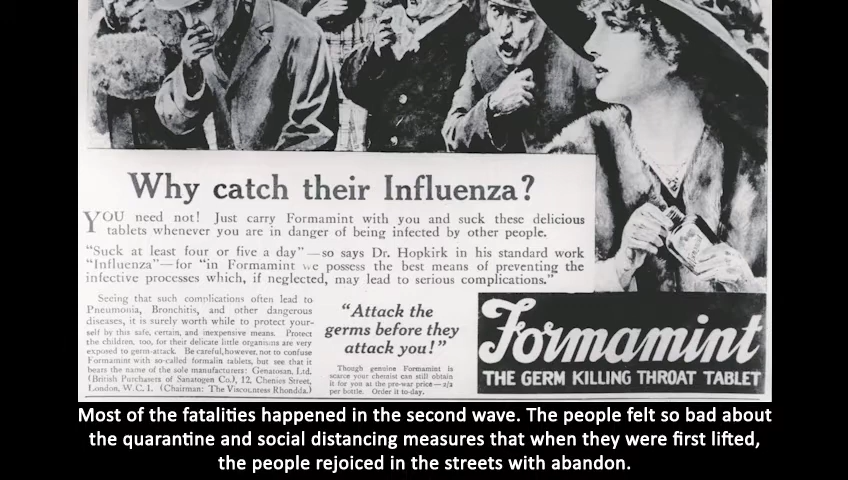 Why catch their Influenza?
YOU need not! Just carry Formamint with you and suck these delicious
tablets whenever you are in danger of being infected by other people.
"Suck at least four or five a day"—so says Dr. Hopkirk in his standard work
"Influenza"—for "in Formamint we possess the best means of preventing the
infective processes which, if neglected, may lead to serious complications."
Seeing that such complications often lead to
Pneumonia, Bronchitis, and other dangerous
diseases, it is surely worth while to protect your-
self by this safe, certain, and inexpensive means. Protect
the children, too, for their delicate little organisms are very
exposed to germ-attack. Be careful, however, not to confuse
Formamint with so-called formalin tablets, but see that it
bears the name of the sole manufacturers: Genatosan, Ltd.
(British Purchasers of Sanatogen Co.), 12, Chenies Street,
London, W.C. 1. (Chairman: The Viscountess Rhondda.)
"Attack the
germs before they
attack you!"
Though genuine Formamint is
scarce your chemist can still obtain
it for you at the pre-war price—2/2
per bottle. Order it to-day.
Formamint
THE GERM KILLING THROAT TABLET
Most of the fatalities happened in the second wave. The people felt so bad about
the quarantine and social distancing measures that when they were first lifted,
the people rejoiced in the streets with abandon.